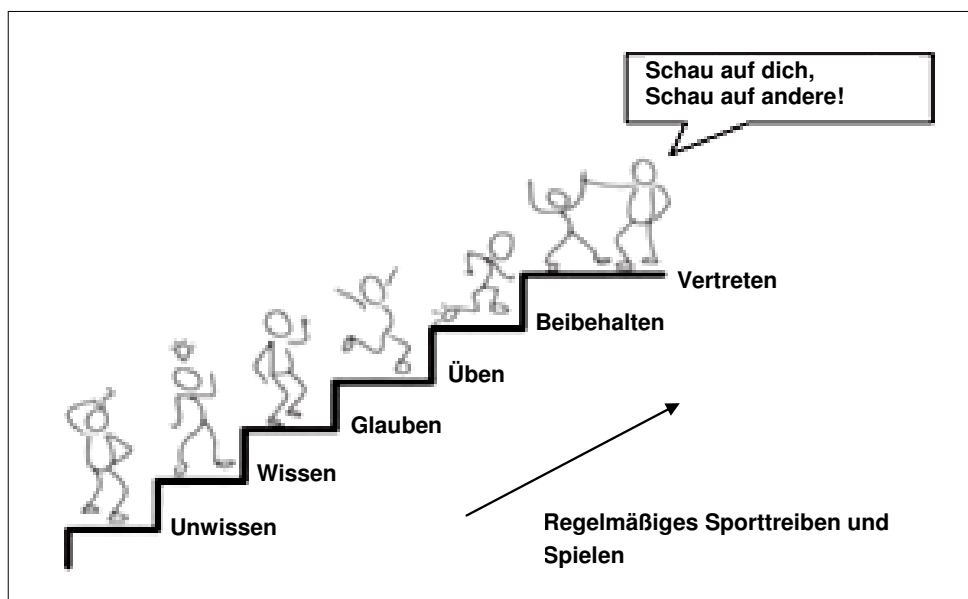 Schau auf dich,
Schau auf andere!
Vertreten
Beibehalten
Üben
Glauben
Wissen
Unwissen
Regelmäßiges Sporttreiben und
Spielen